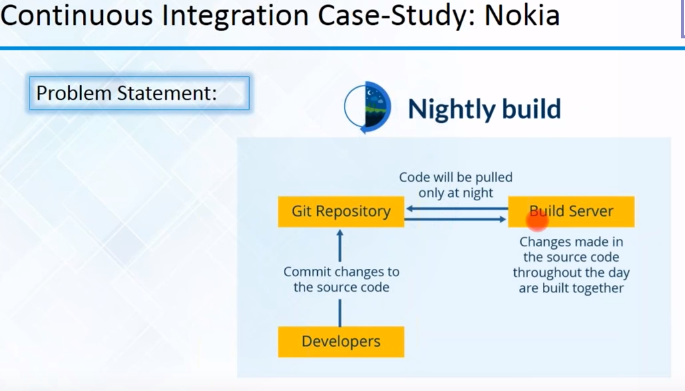 Continuous Integration Case-Study: Nokia
Problem Statement:
Nightly build
Code will be pulled
only at night
Git Repository
Build Server
Changes made in
the source code
throughout the day
are built together
Commit changes to
the source code
Developers